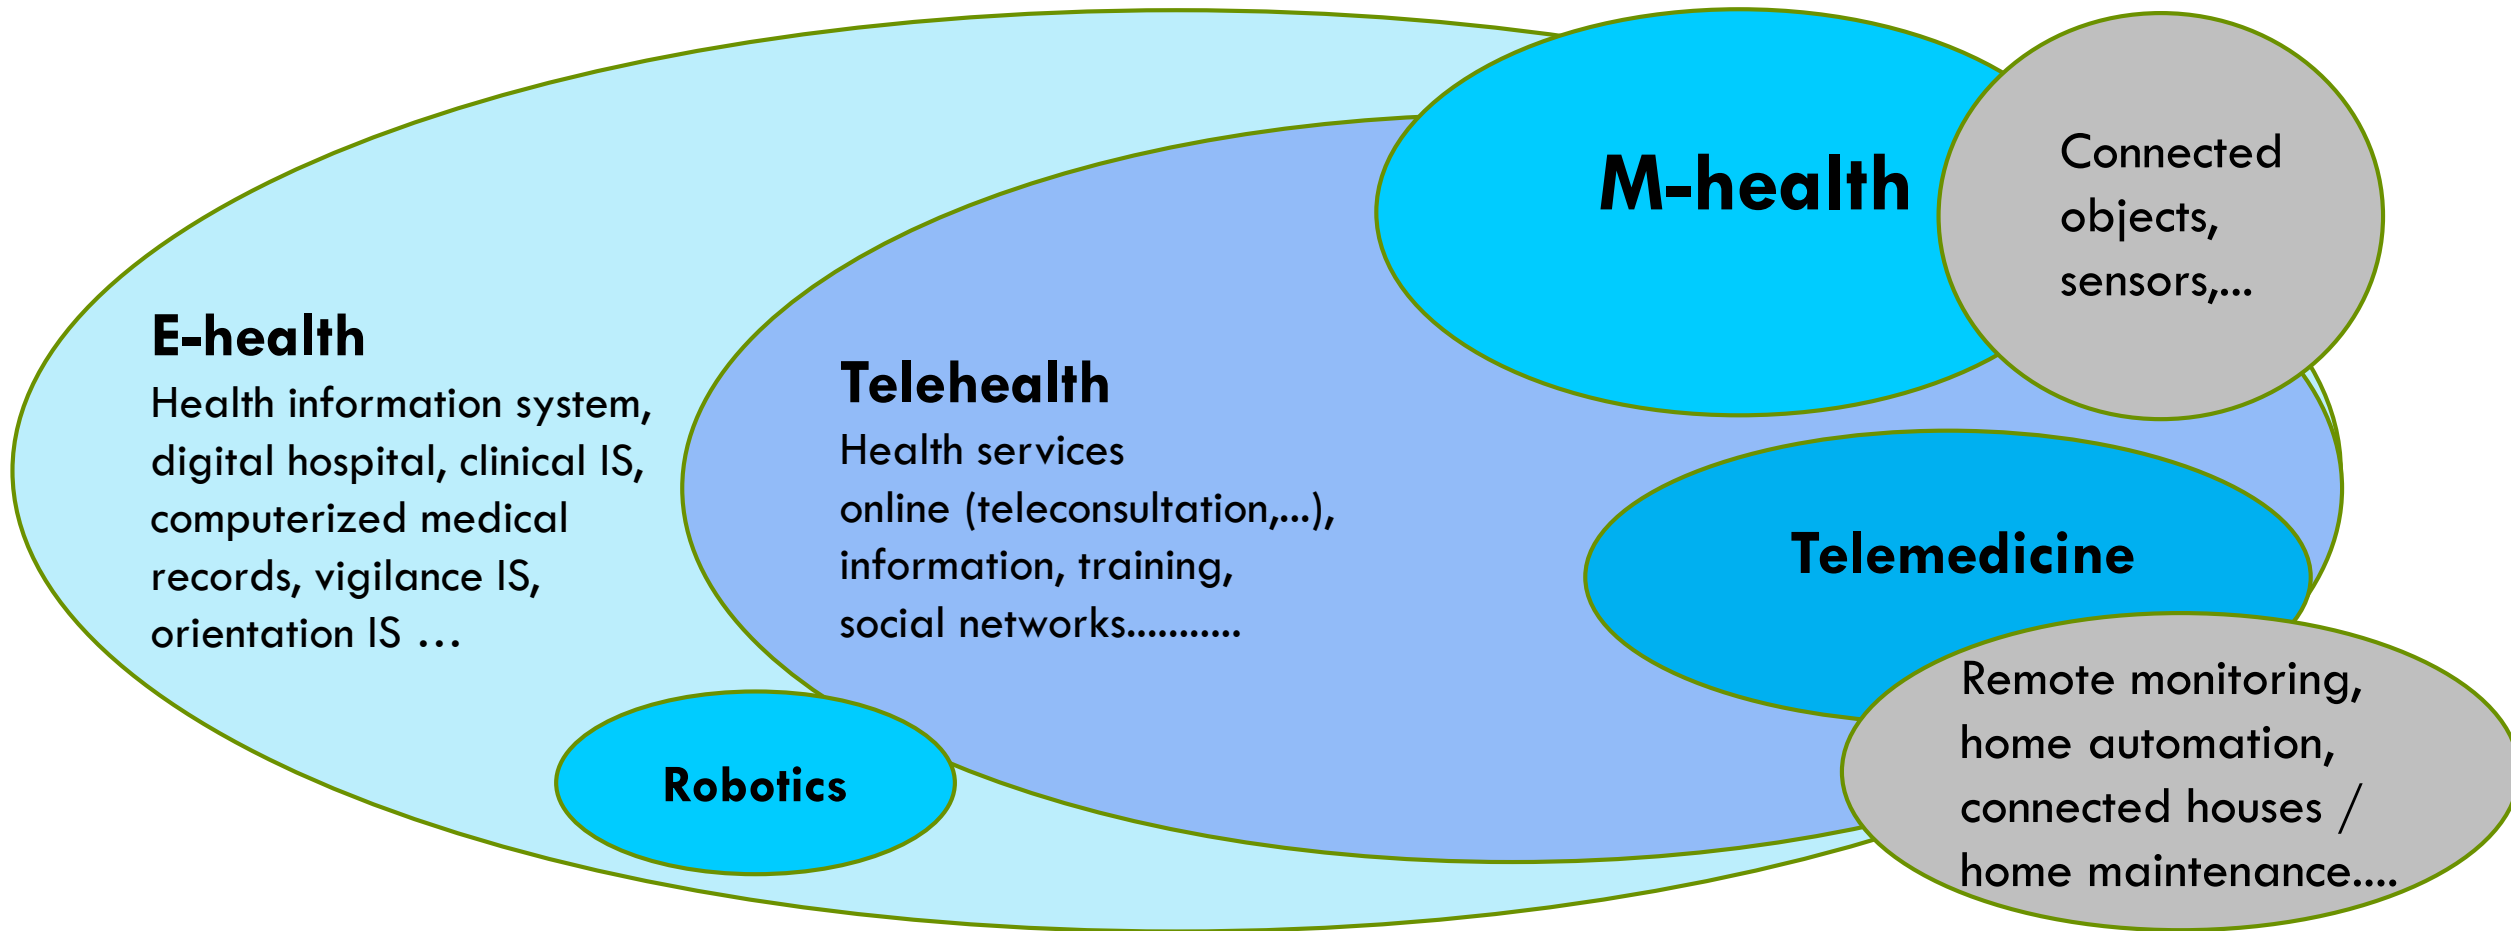 M-health
Connected
objects,
sensors,...
E-health
Health information system,
digital hospital, clinical IS,
computerized medical
records, vigilance IS,
orientation IS ...
Telehealth
Health services
online (teleconsultation,...),
information, training,
social networks...........
Telemedicine
Robotics
Remote monitoring,
home automation,
connected houses /
home maintenance....